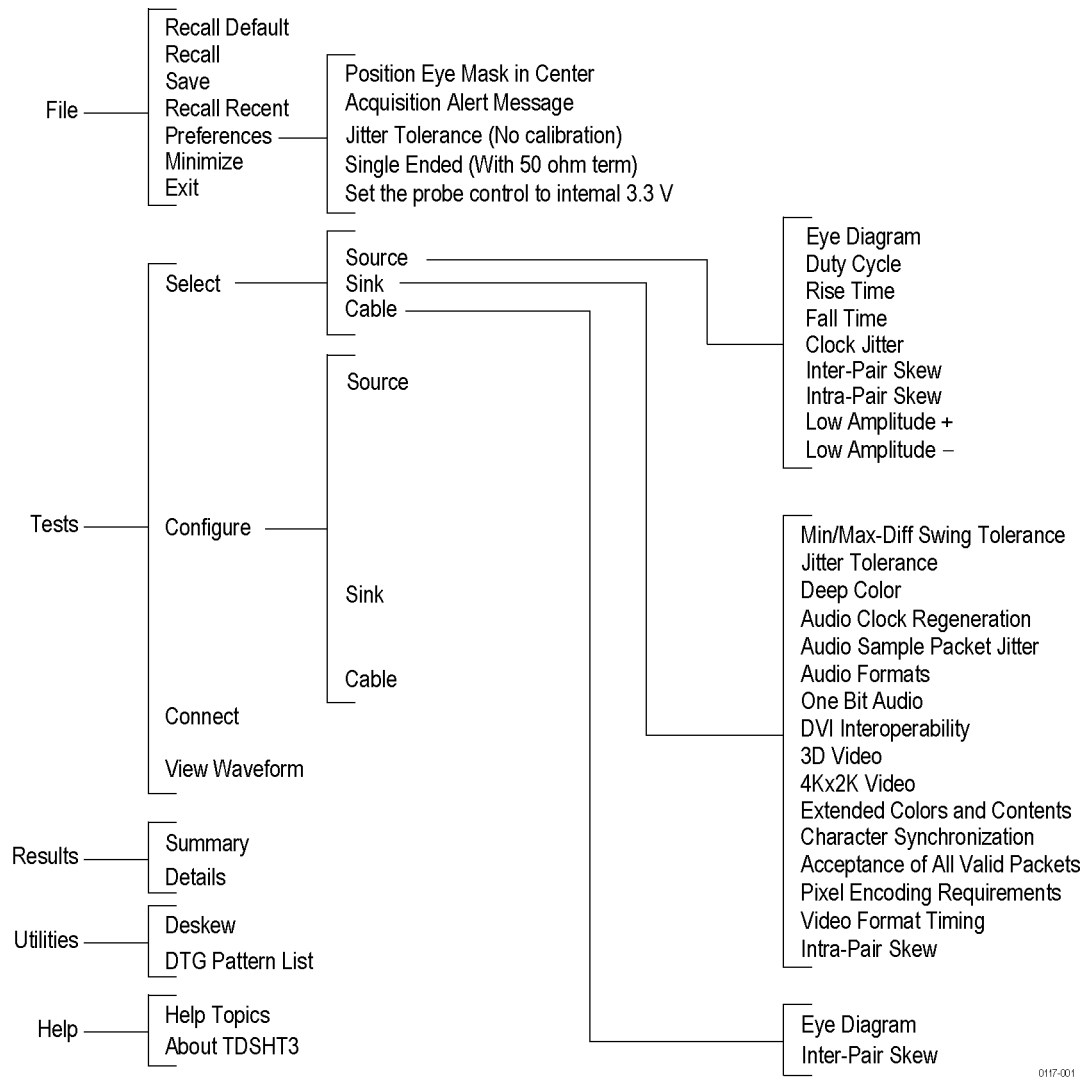 File
Recall Default
Recall
Save
Recall Recent
Preferences
Minimize
Exit
Position Eye Mask in Center
Acquisition Alert Message
Jitter Tolerance (No calibration)
Single Ended (With 50 ohm term)
Set the probe control to internal 3.3 V
Tests
Select
Source
Sink
Cable
Eye Diagram
Duty Cycle
Rise Time
Fall Time
Clock Jitter
Inter-Pair Skew
Intra-Pair Skew
Low Amplitude +
Low Amplitude –
Configure
Source
Sink
Cable
Connect
View Waveform
Min/Max-Diff Swing Tolerance
Jitter Tolerance
Deep Color
Audio Clock Regeneration
Audio Sample Packet Jitter
Audio Formats
One Bit Audio
DVI Interoperability
3D Video
4Kx2K Video
Extended Colors and Contents
Character Synchronization
Acceptance of All Valid Packets
Pixel Encoding Requirements
Video Format Timing
Intra-Pair Skew
Results
Summary
Details
Utilities
Deskew
DTG Pattern List
Help
Help Topics
About TDSHT3
Eye Diagram
Inter-Pair Skew
0117-001